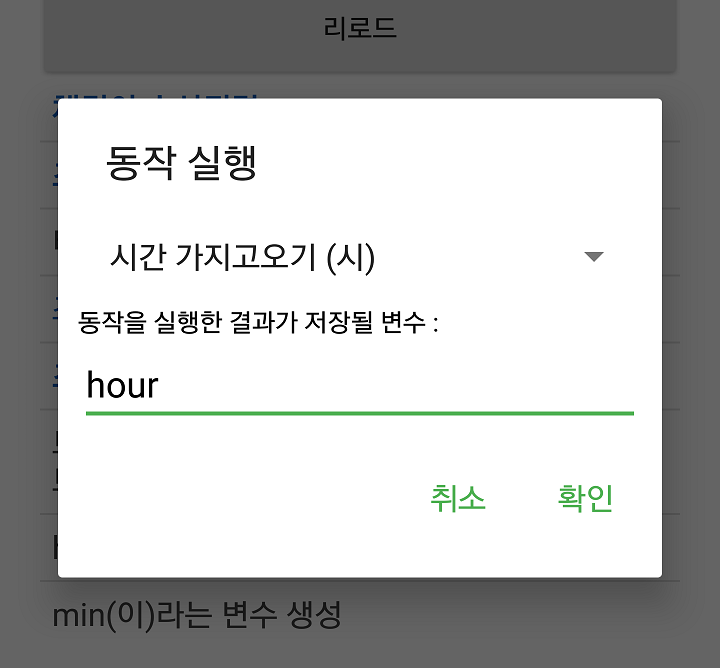 리로드
동작 실행
시간 가지고오기 (시)
동작을 실행한 결과가 저장될 변수 :
hour
취소
확인
min(이)라는 변수 생성